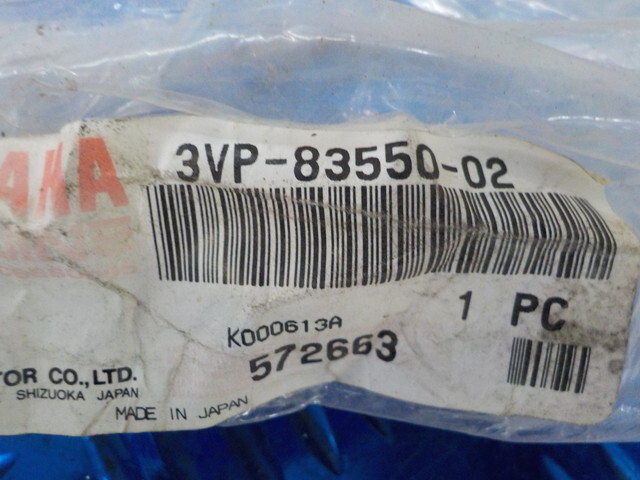 3VP-83550-02
AHA
1 PC
K000613A
572663
TOR CO.,LTD.
SHIZUOKA JAPAN
MADE IN JAPAN